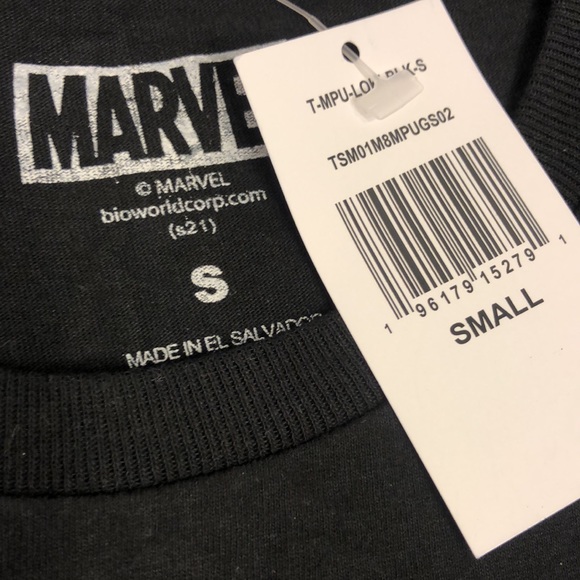 MARVEL
© MARVEL
bioworldcorp.com
(s21)
S
MADE IN EL SALVADOR
TSM01M8MPUGS02
1 96179 15279 1
SMALL